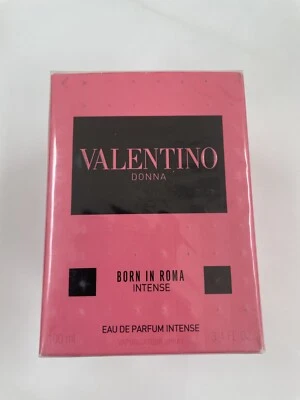 VALENTINO
DONNA
BORN IN ROMA
INTENSE
EAU DE PARFUM INTENSE